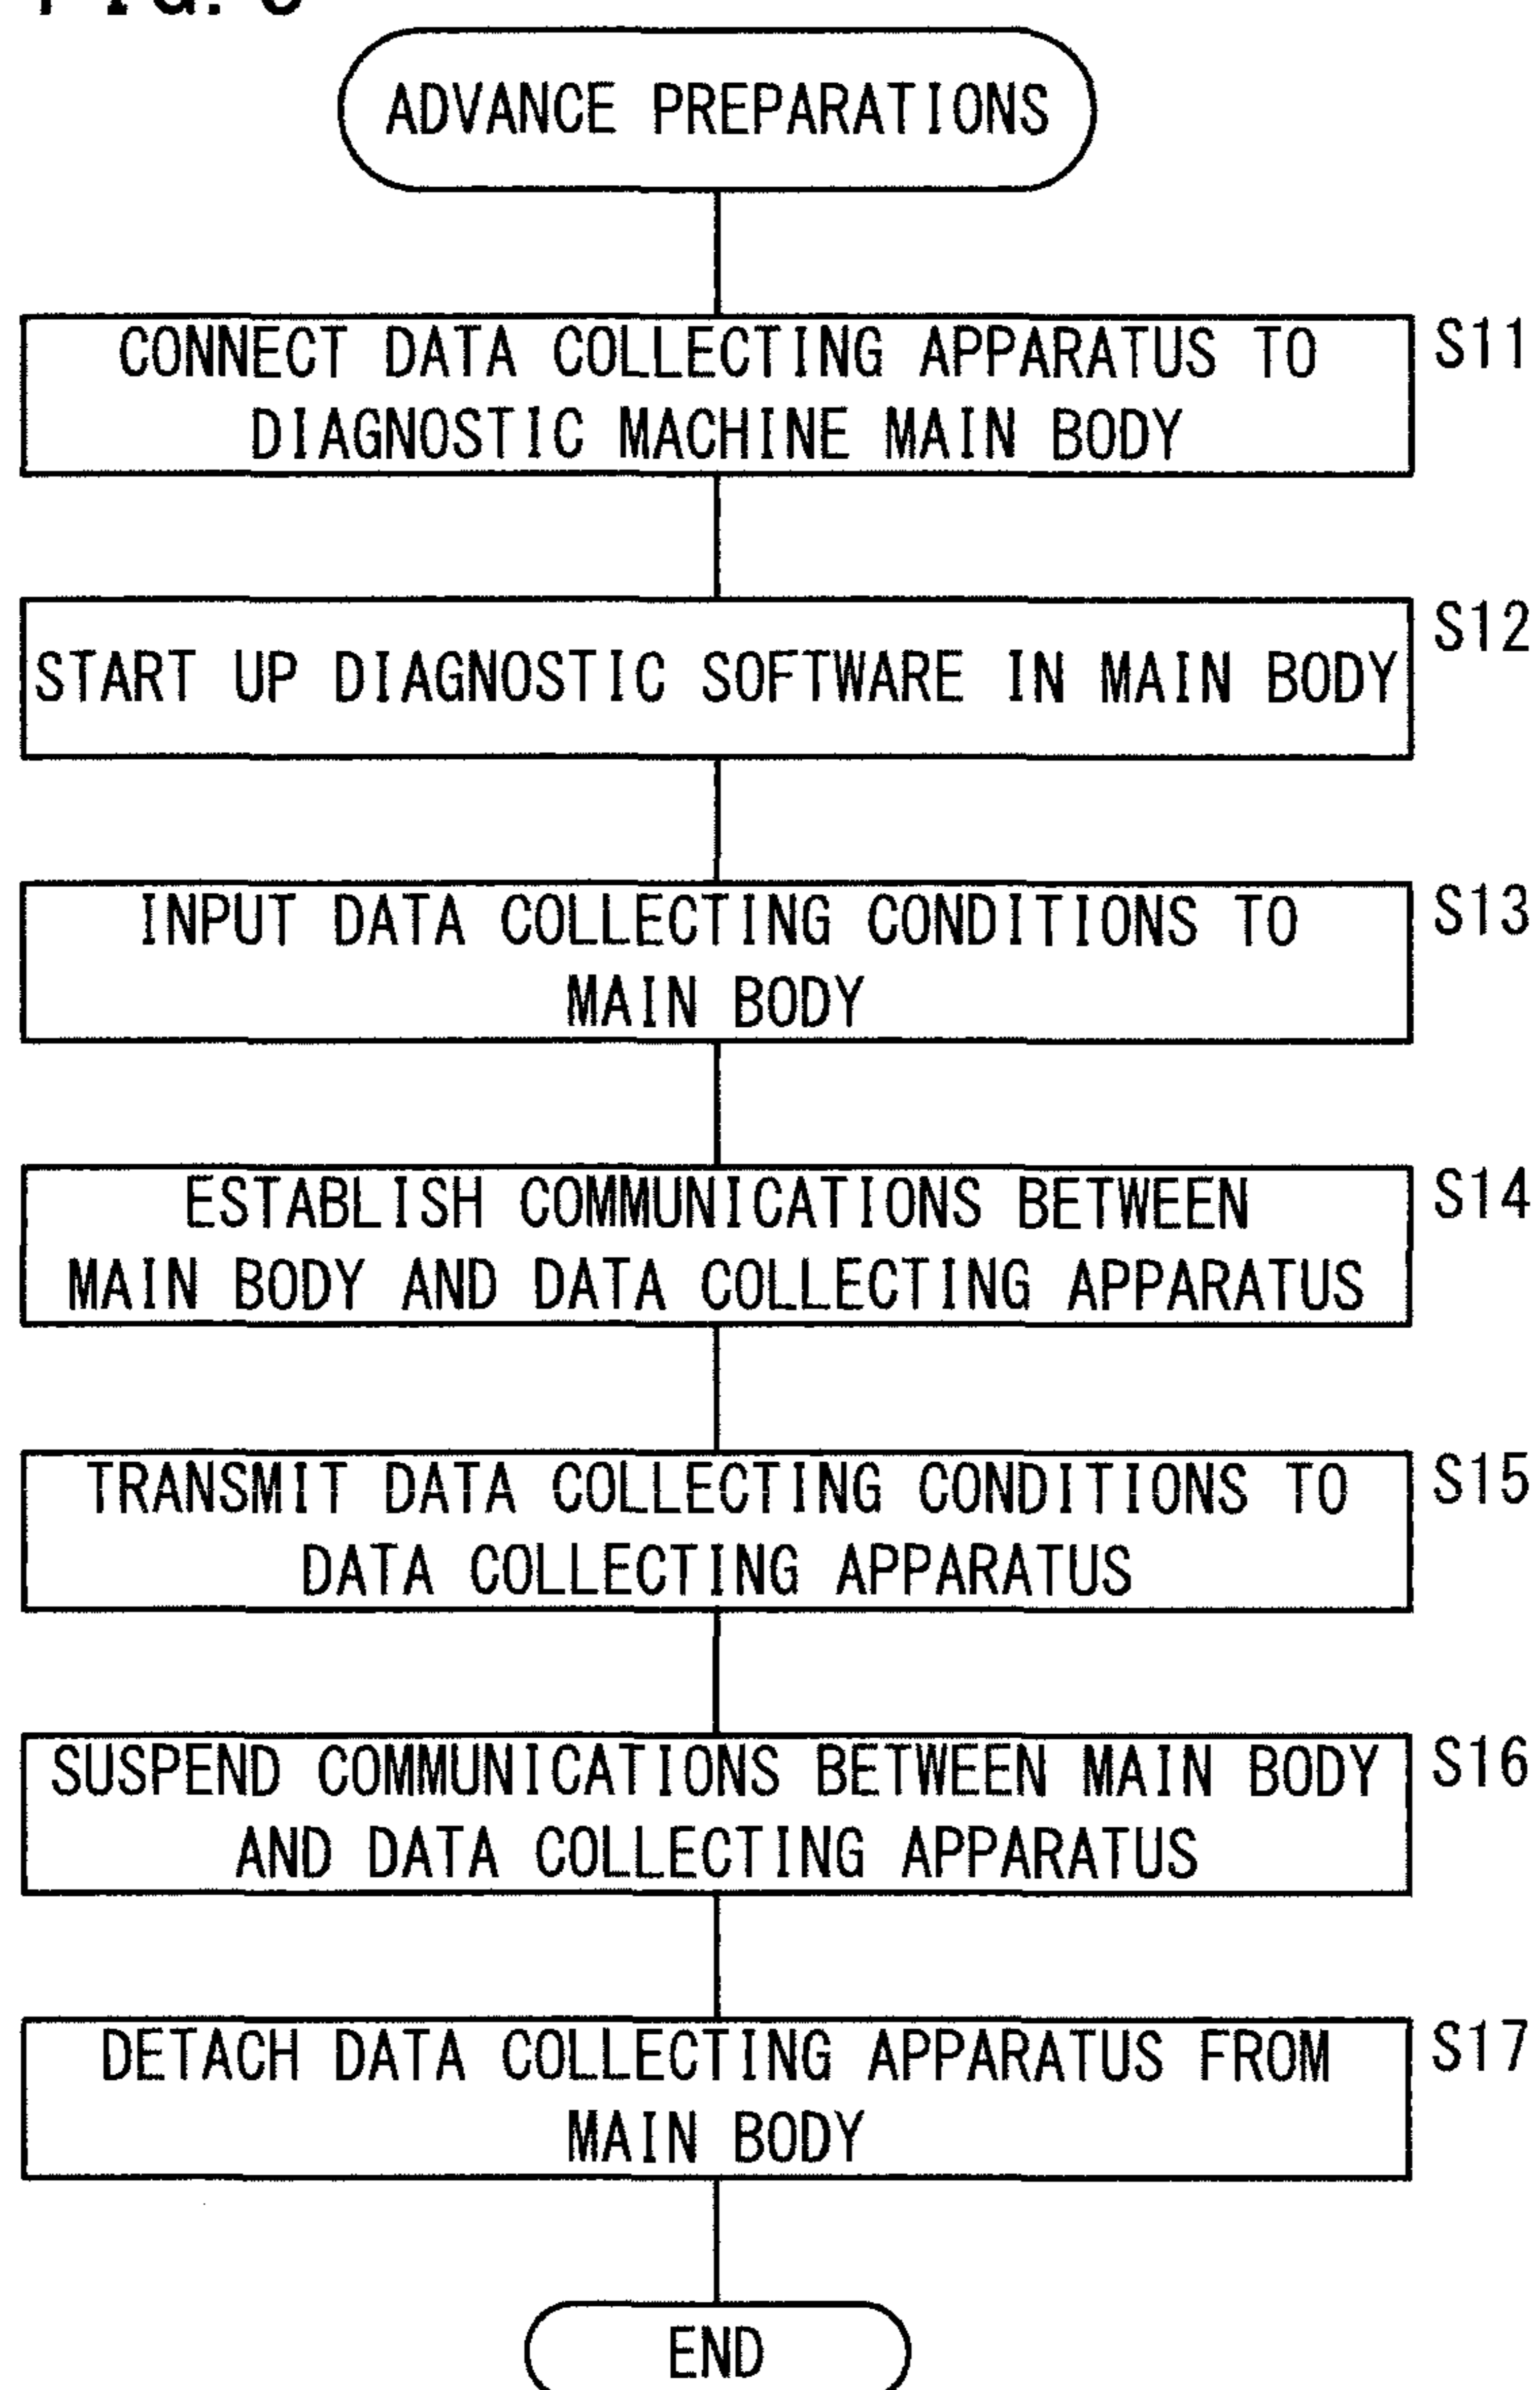 ADVANCE PREPARATIONS
CONNECT DATA COLLECTING APPARATUS TO
DIAGNOSTIC MACHINE MAIN BODY
S11
START UP DIAGNOSTIC SOFTWARE IN MAIN BODY
S12
INPUT DATA COLLECTING CONDITIONS TO
MAIN BODY
S13
ESTABLISH COMMUNICATIONS BETWEEN
MAIN BODY AND DATA COLLECTING APPARATUS
S14
TRANSMIT DATA COLLECTING CONDITIONS TO
DATA COLLECTING APPARATUS
S15
SUSPEND COMMUNICATIONS BETWEEN MAIN BODY
AND DATA COLLECTING APPARATUS
S16
DETACH DATA COLLECTING APPARATUS FROM
MAIN BODY
S17
END